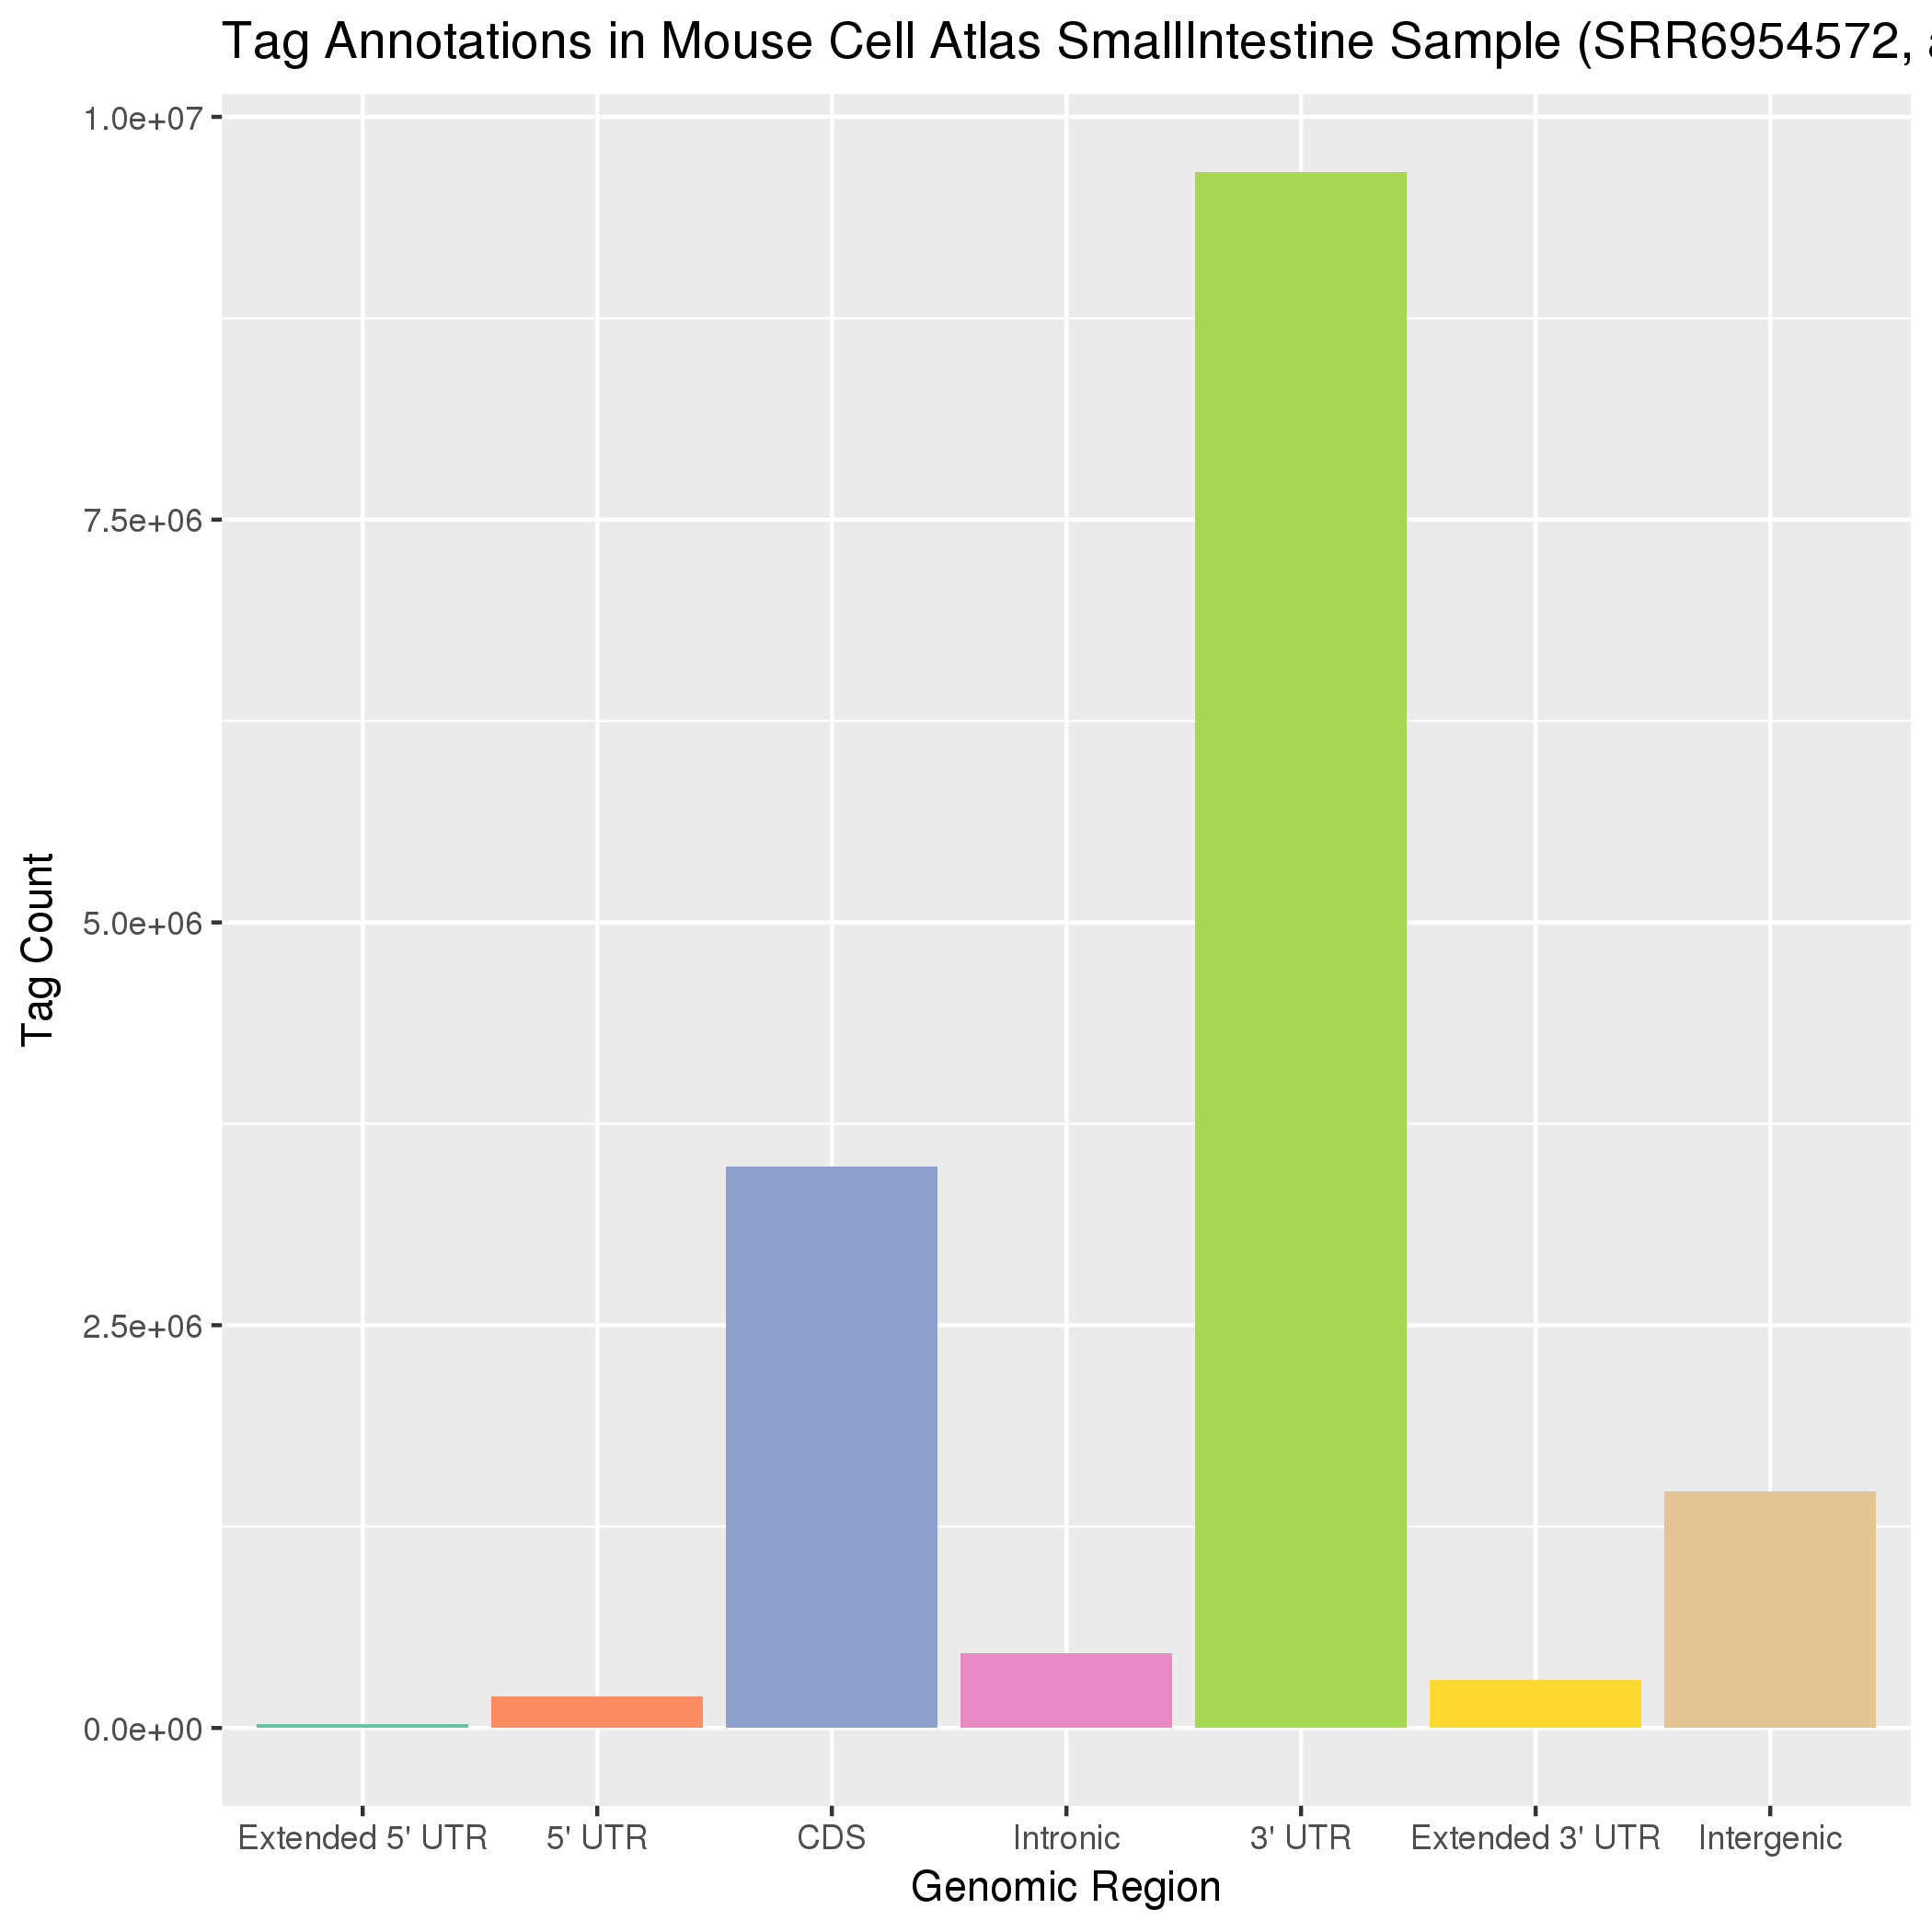 Tag Annotations in Mouse Cell Atlas SmallIntestine Sample (SRR6954572,
1.0e+07
7.5e+06
5.0e+06
2.5e+06
0.0e+00
Tag Count
Extended 5' UTR 5' UTR CDS Intronic 3' UTR Extended 3' UTR Intergenic
Genomic Region